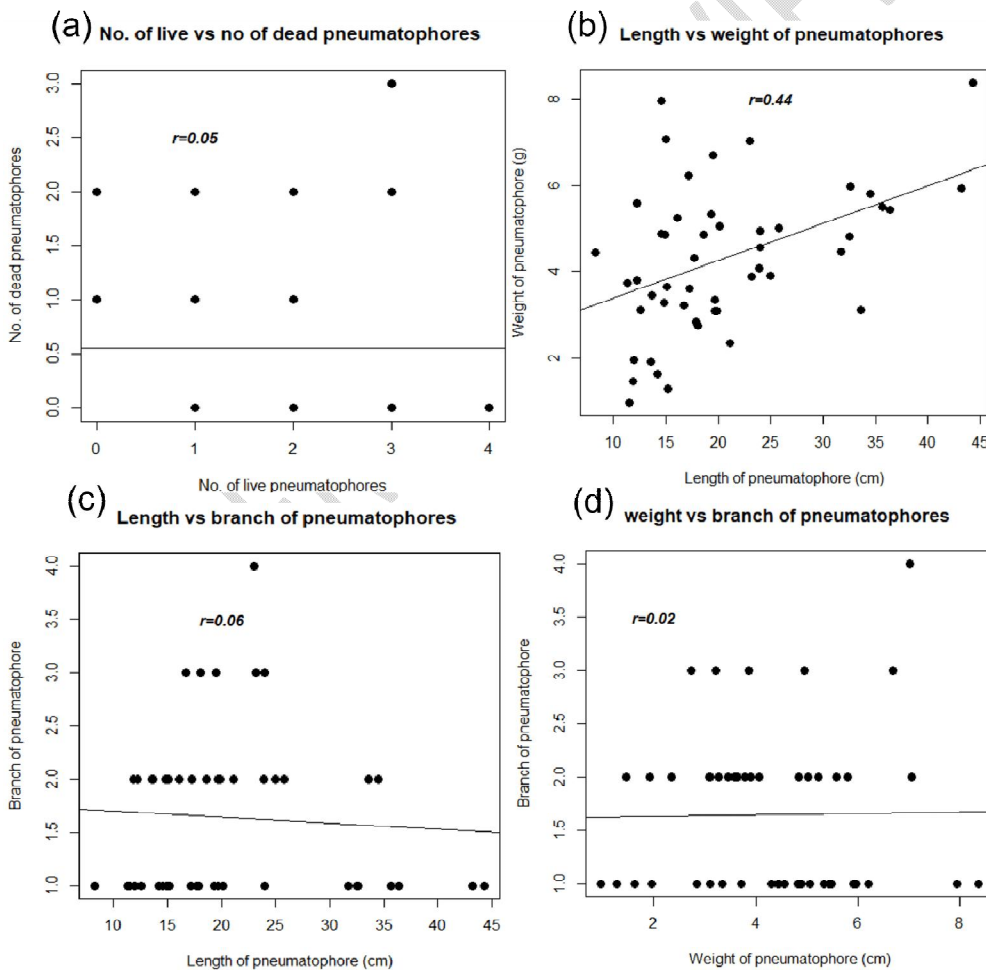 (a) No. of live vs no of dead pneumatophores
No. of dead pneumatophores
3.0
2.5
2.0
1.5
1.0
0.5
0.0
r=0.05
0 1 2 3 4
No. of live pneumatophores
(b) Length vs weight of pneumatophores
Weight of pneumatophore (g)
8
6
4
2
r=0.44
10 15 20 25 30 35 40 45
Length of pneumatophore (cm)
(c) Length vs branch of pneumatophores
Branch of pneumatophore
4.0
3.5
3.0
2.5
2.0
1.5
1.0
r=0.06
10 15 20 25 30 35 40 45
Length of pneumatophore (cm)
(d) weight vs branch of pneumatophores
Branch of pneumatophore
4.0
3.5
3.0
2.5
2.0
1.5
1.0
r=0.02
2 4 6 8
Weight of pneumatophore (cm)